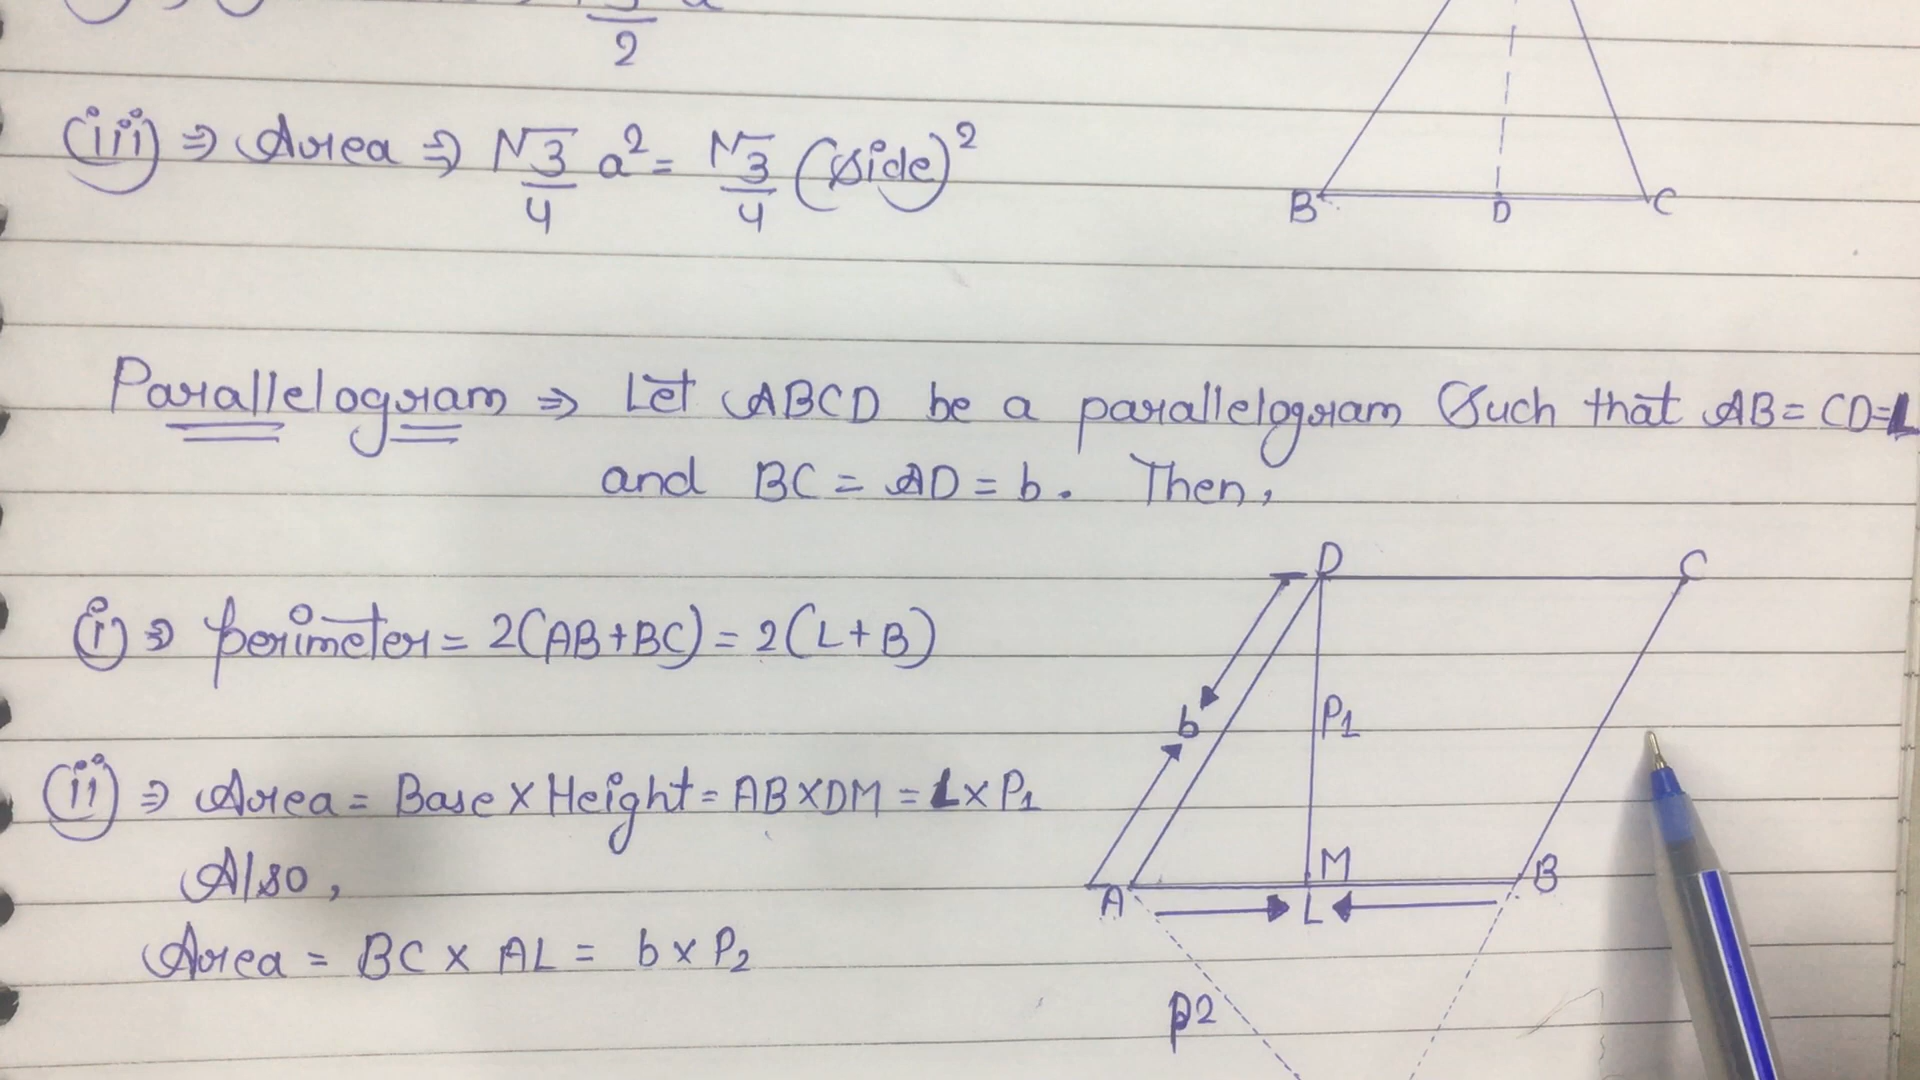 2
(iii) ⇒ Area ⇒ √3/4 a² = √3/4 (Side)²
B D C
Parallelogram ⇒ Let ABCD be a parallelogram Such that AB = CD = L
and BC = AD = b. Then,
D C
(i) ⇒ perimeter = 2(AB+BC) = 2(L+B)
b P1
(ii) ⇒ Area = Base × Height = AB×DM = L × P1
M B
Also,
A L
Area = BC × AL = b × P2
P2